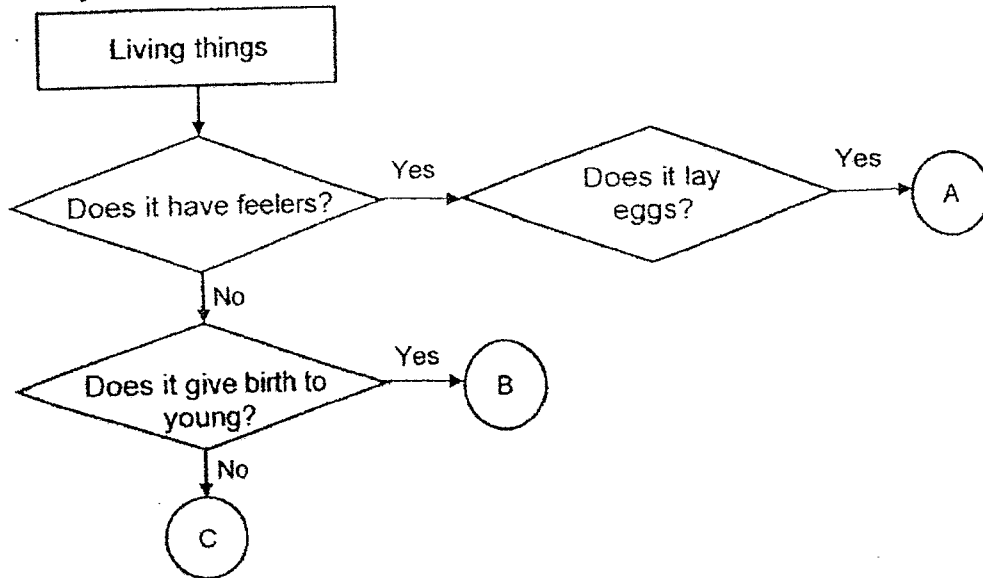 Living things
Does it have feelers?
Yes
Does it lay
eggs?
Yes
A
No
Does it give birth to
young?
Yes
B
No
C